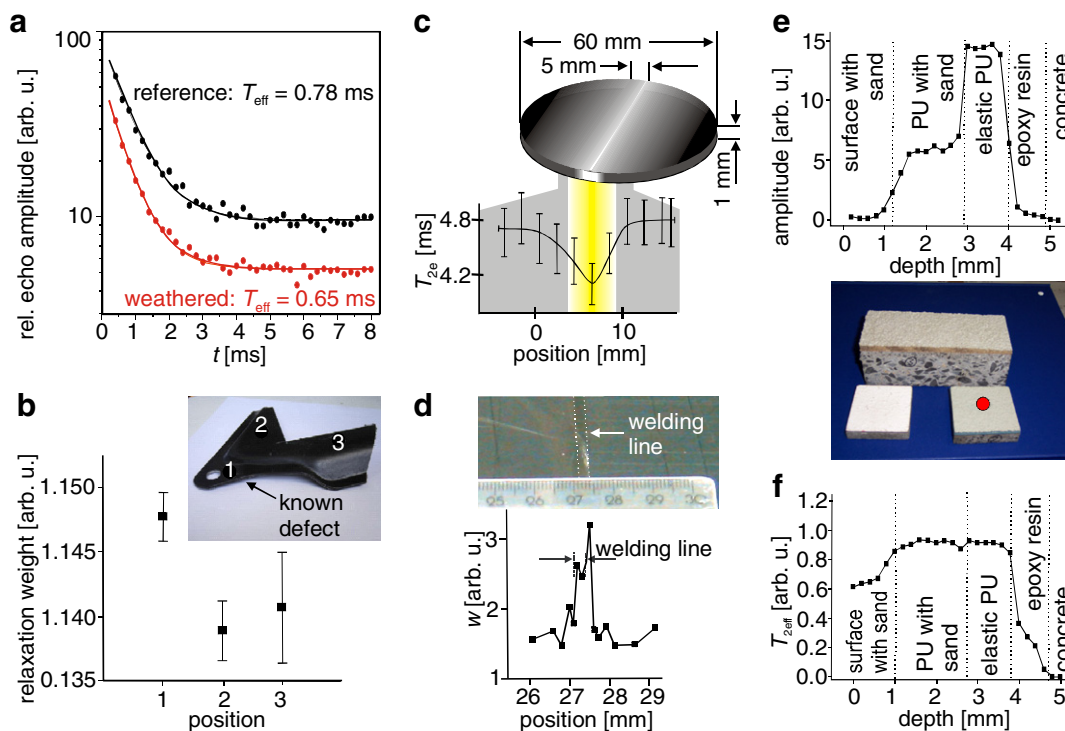 a
100
10
rel. echo amplitude [arb. u.]
reference: Teff = 0.78 ms
weathered: Teff = 0.65 ms
0 1 2 3 4 5 6 7 8
t [ms]
b
1.150
1.145
1.140
0.135
relaxation weight [arb. u.]
1 2 3
position
2
3
1
known
defect
c
60 mm
5 mm
1 mm
4.8
4.2
T2e [ms]
0 10
position [mm]
d
welding
line
25 26 27 28 29 30
3
2
1
w [arb. u.]
welding line
26 27 28 29
position [mm]
e
15
10
5
0
amplitude [arb. u.]
surface with
sand
PU with sand
elastic PU
epoxy resin
concrete
0 1 2 3 4 5
depth [mm]
f
1.2
1.0
0.8
0.6
0.4
0.2
0.0
T2eff [arb. u.]
surface
with sand
PU with
sand
elastic PU
epoxy resin
concrete
0 1 2 3 4 5
depth [mm]